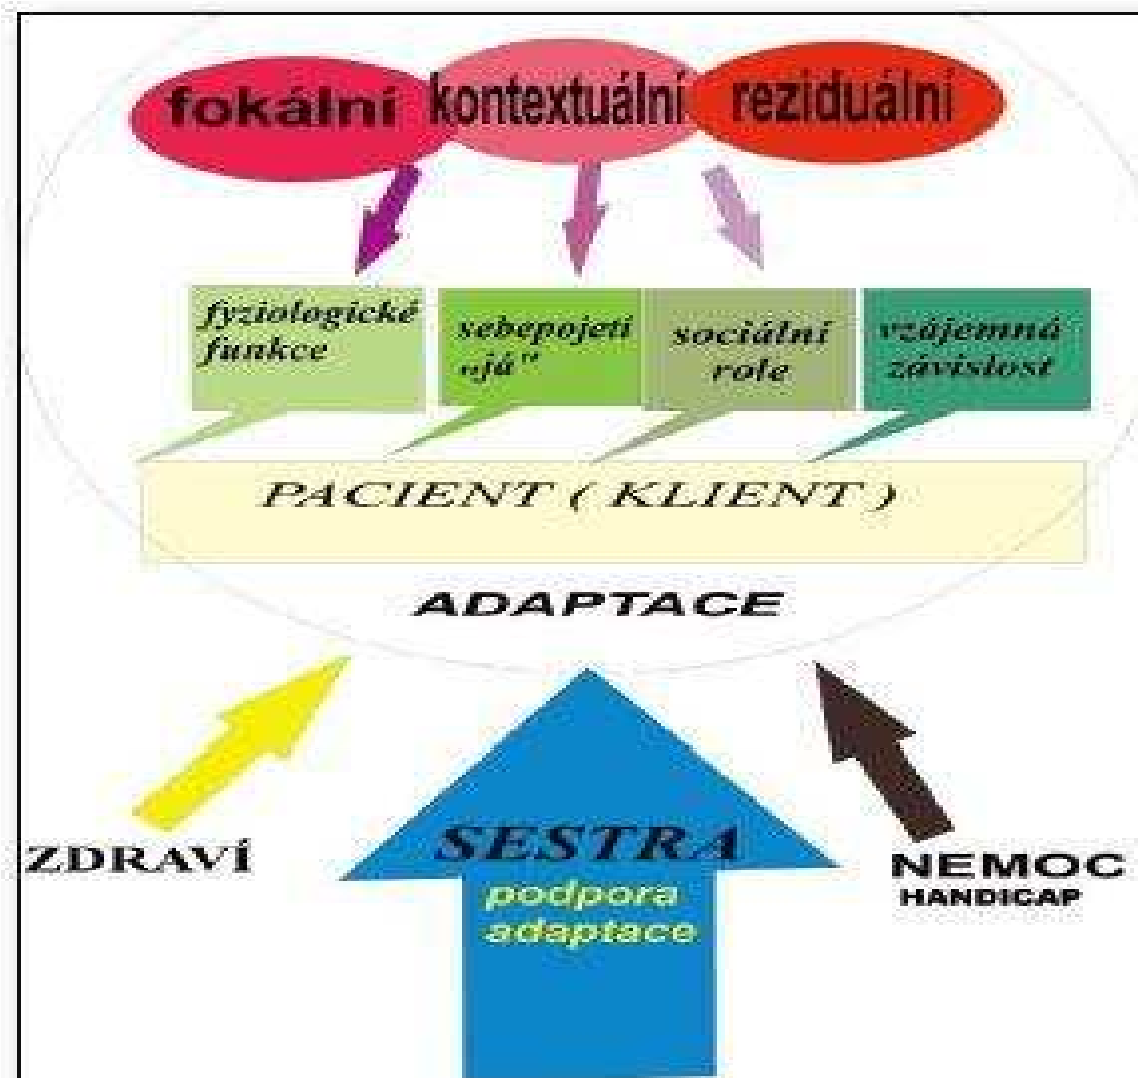 fokální kontextuální reziduální
fyziologické
funkce
sebepojetí
„já"
sociální
role
vzájemná
závislost
PACIENT ( KLIENT )
ADAPTACE
ZDRAVÍ
SESTRA
podpora
adaptace
NEMOC
HANDICAP